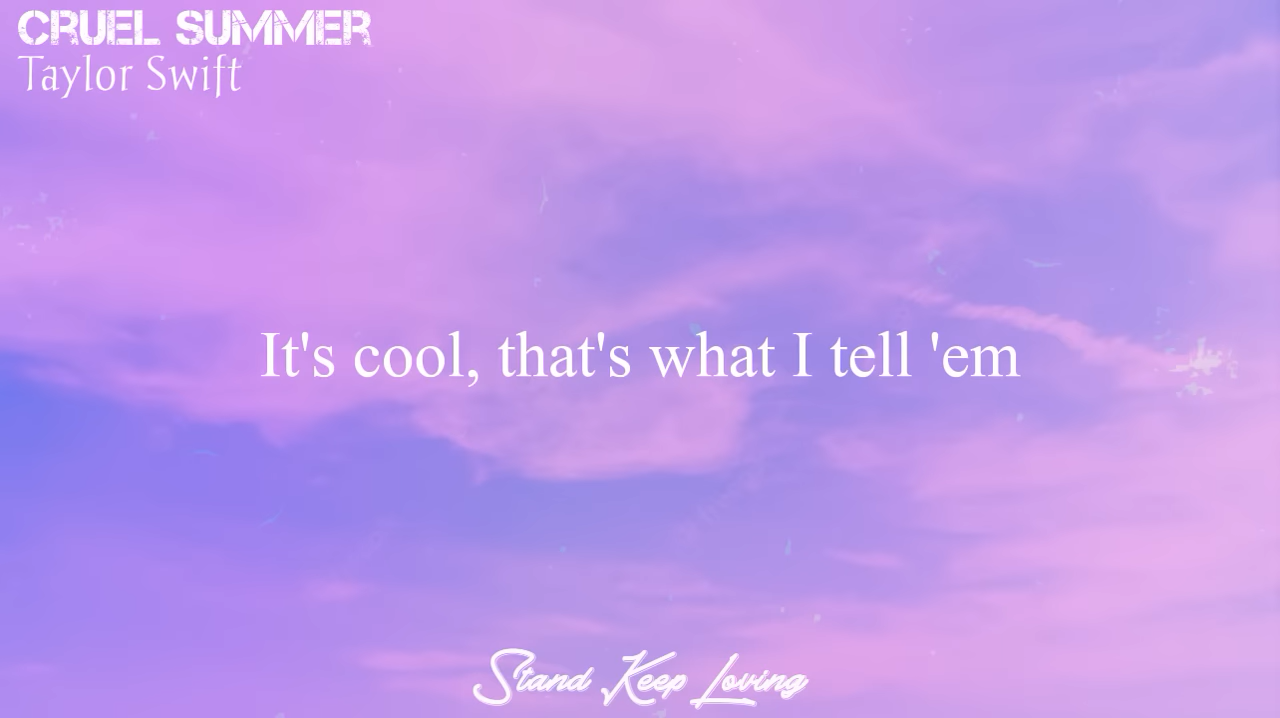 CRUEL SUMMER
Taylor Swift
It's cool, that's what I tell 'em
Stand Keep Loving